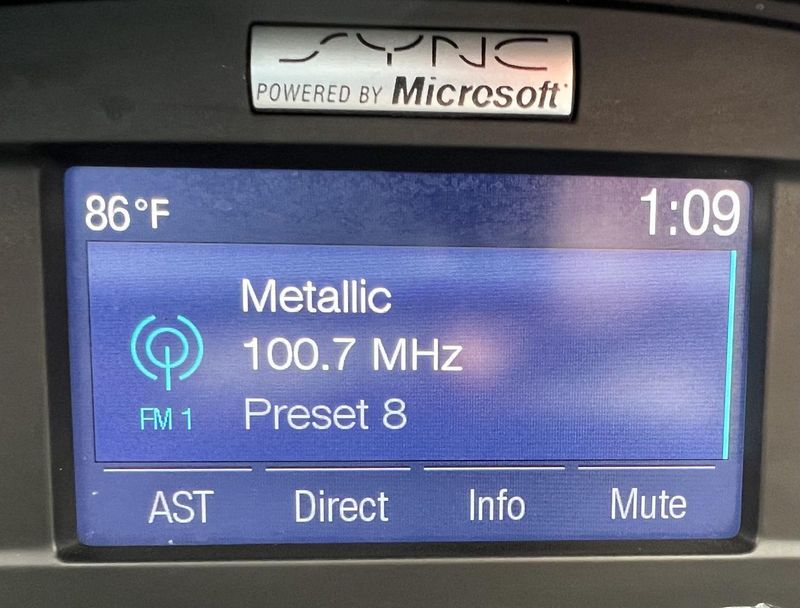 SYNC
POWERED BY Microsoft
86°F 1:09
Metallic
100.7 MHz
FM 1 Preset 8
AST Direct Info Mute